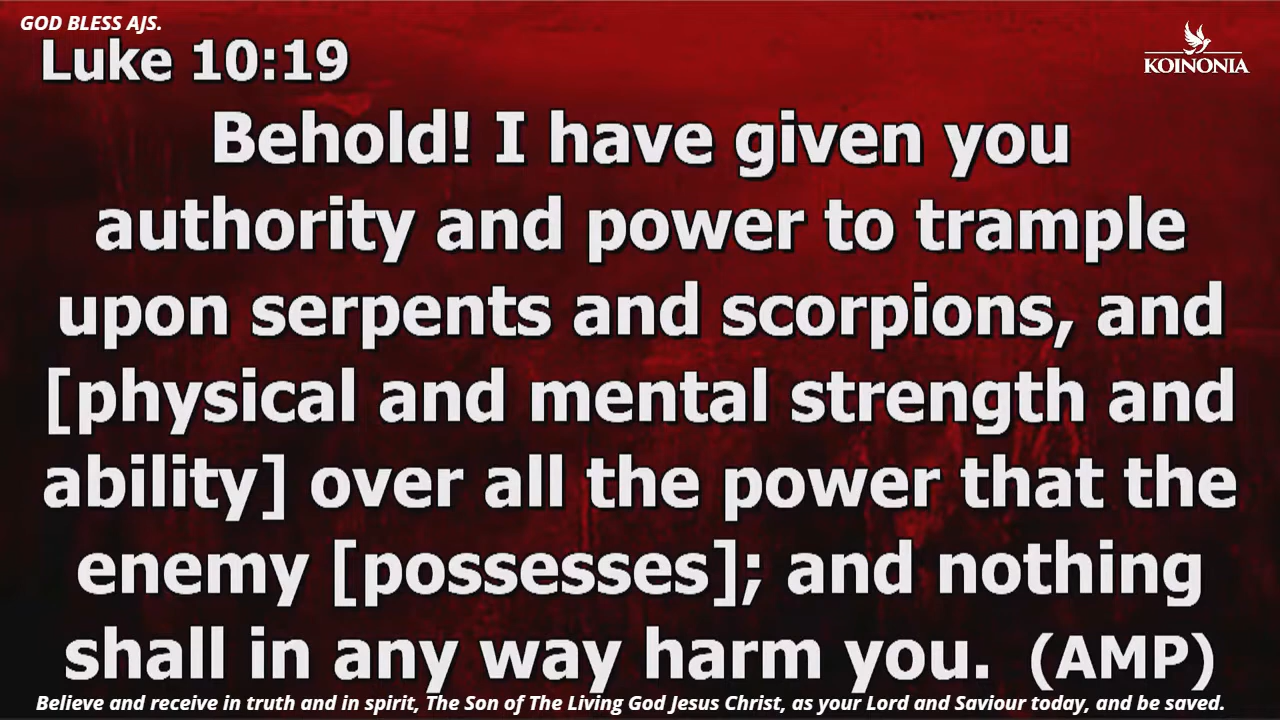 GOD BLESS AJS.
Luke 10:19
KOINONIA
Behold! I have given you
authority and power to trample
upon serpents and scorpions, and
[physical and mental strength and
ability] over all the power that the
enemy [possesses]; and nothing
shall in any way harm you. (AMP)
Believe and receive in truth and in spirit, The Son of The Living God Jesus Christ, as your Lord and Saviour today, and be saved.